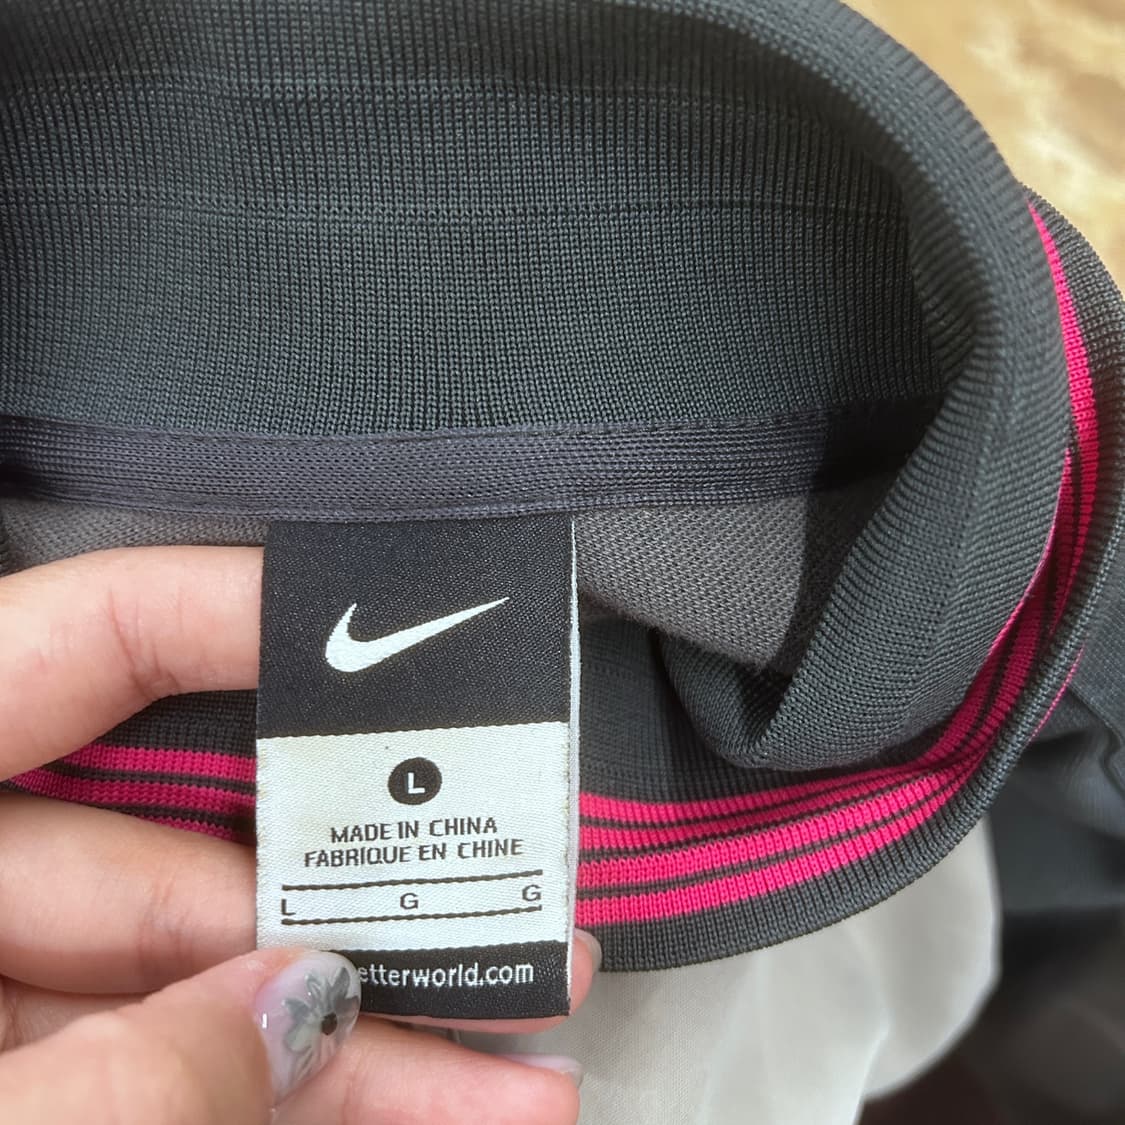 L
MADE IN CHINA
FABRIQUE EN CHINE
L G G
etterworld.com